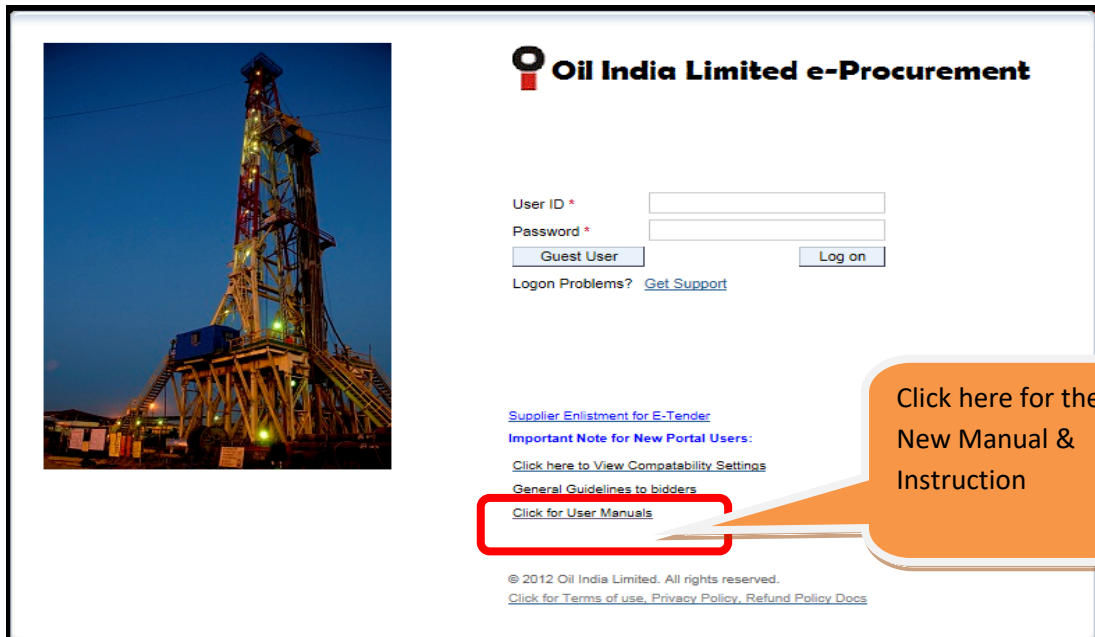 Oil India Limited e-Procurement
User ID *
Password *
Guest User
Log on
Logon Problems? Get Support
Supplier Enlistment for E-Tender
Important Note for New Portal Users:
Click here to View Compatability Settings
General Guidelines to bidders
Click for User Manuals
Click here for the
New Manual &
Instruction
© 2012 Oil India Limited. All rights reserved.
Click for Terms of use, Privacy Policy, Refund Policy Docs